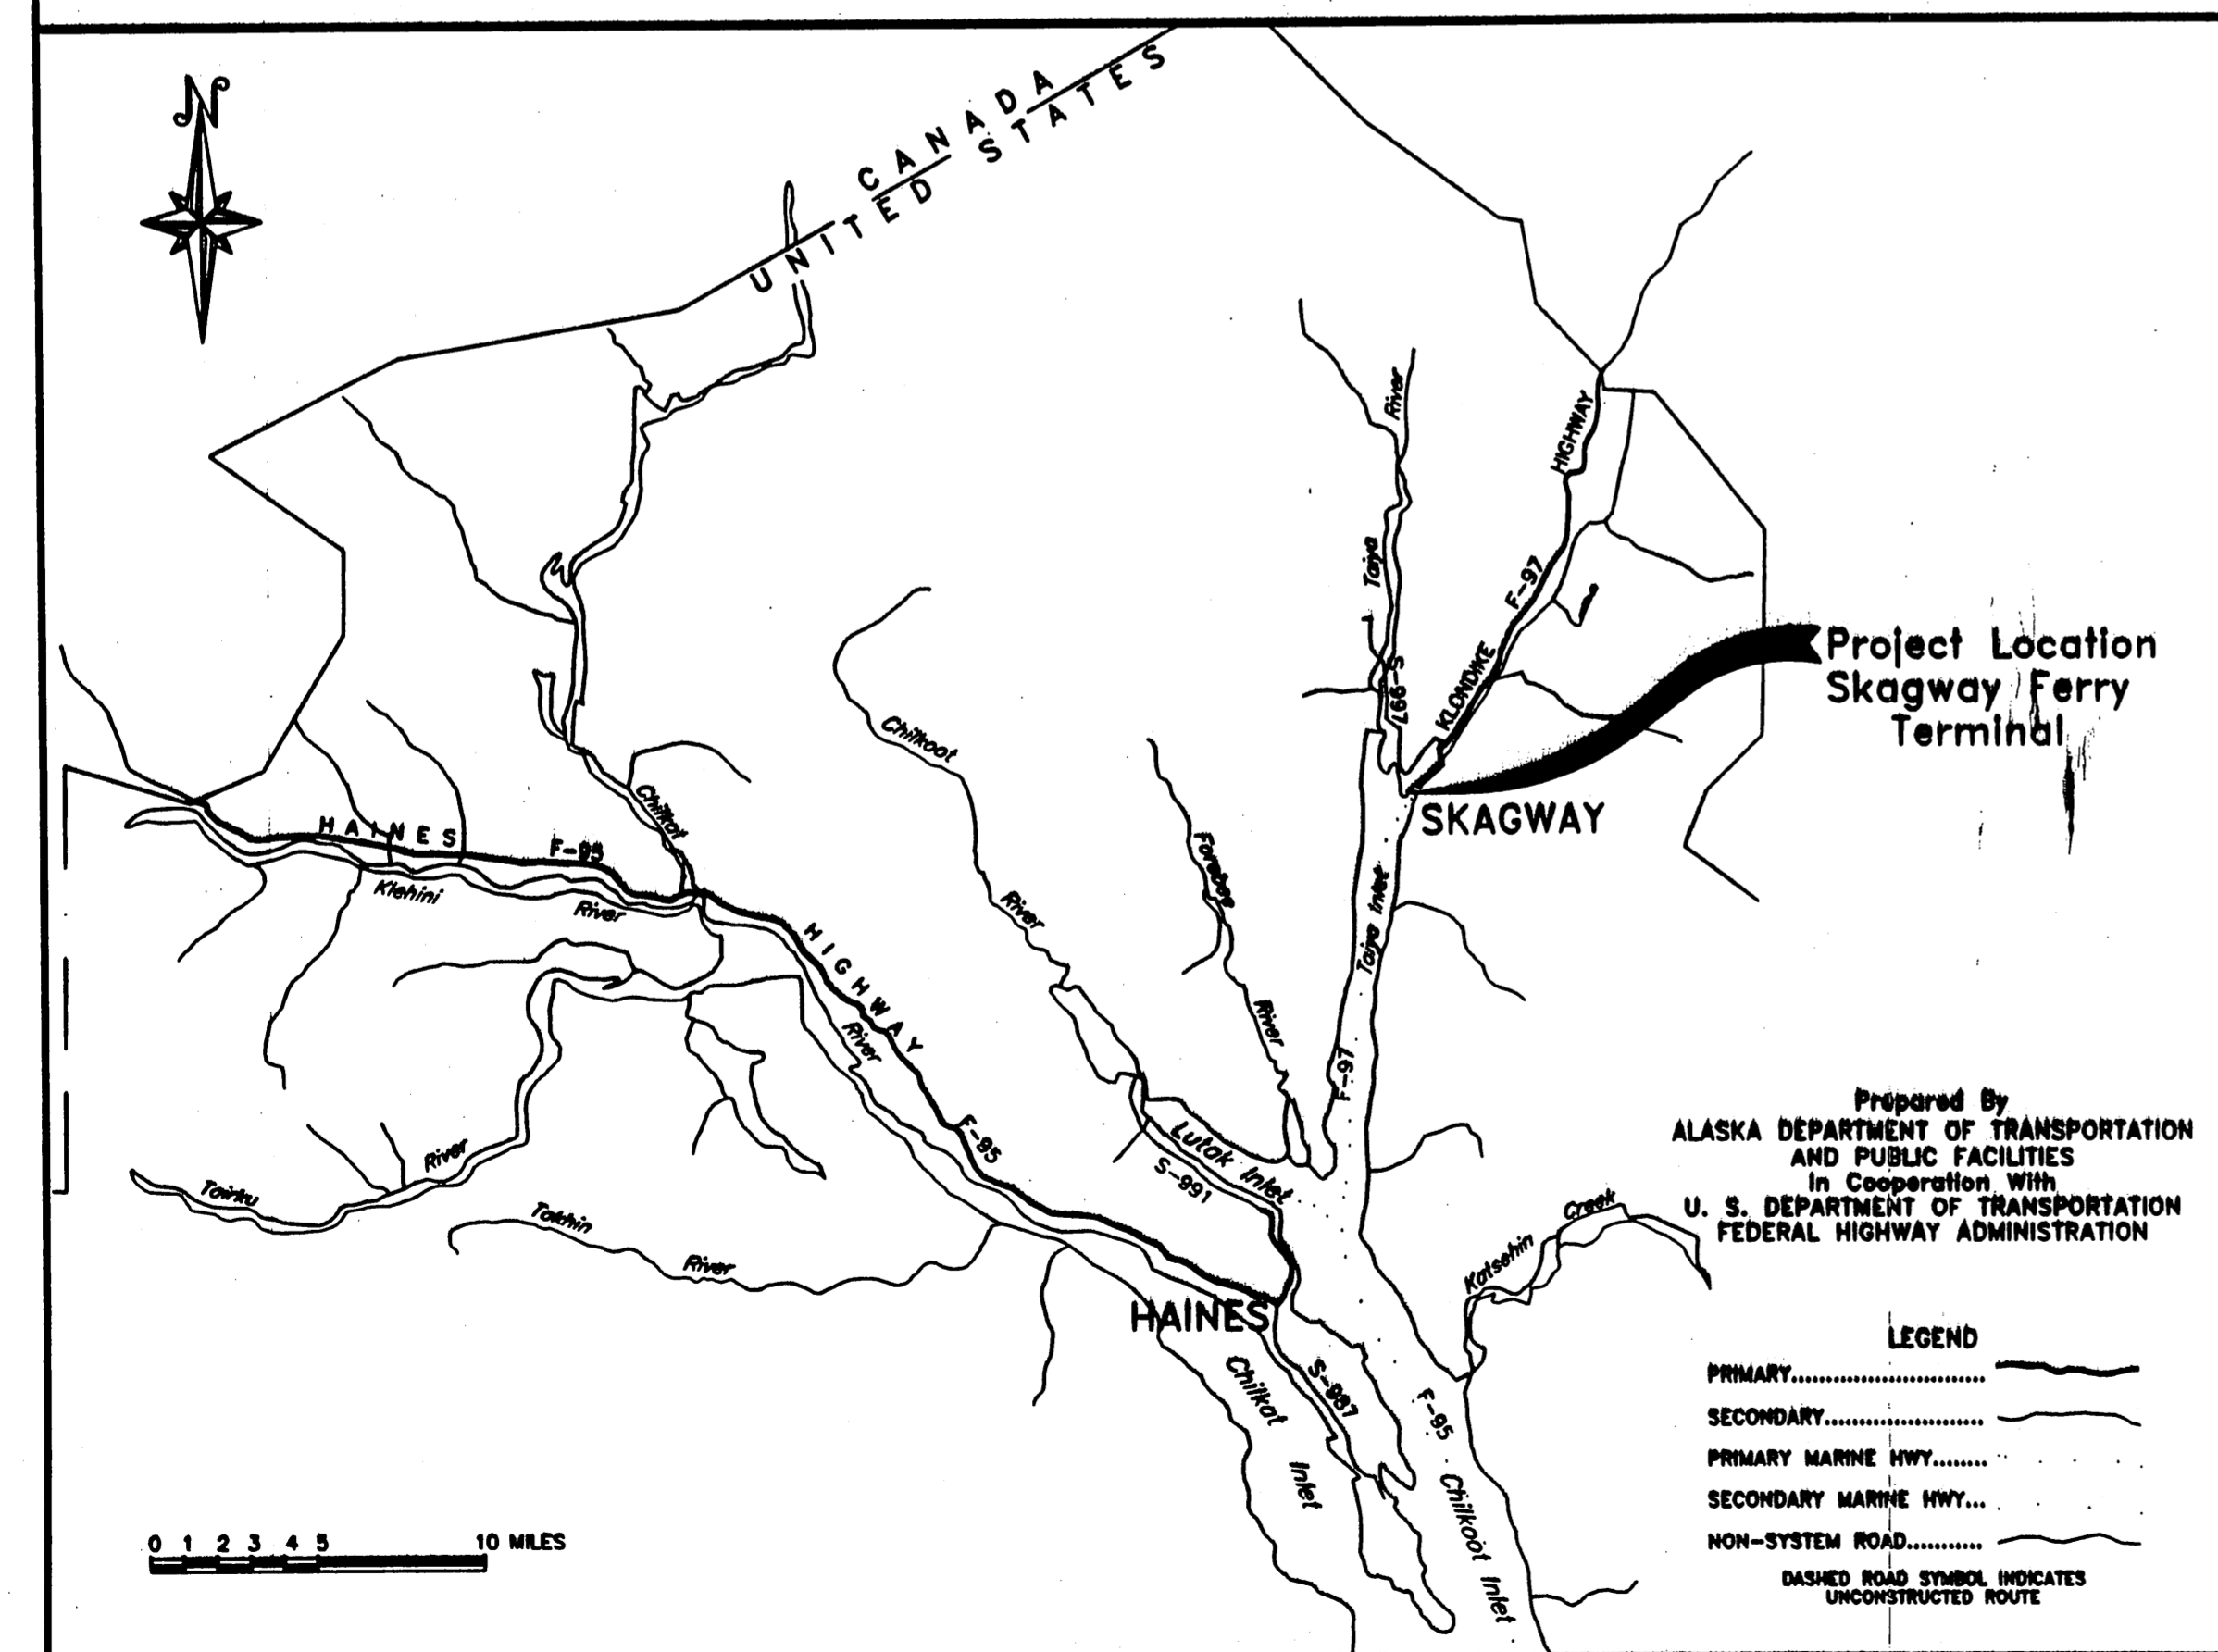 N
CANADA
UNITED STATES
River
HIGHWAY
Taiya
F-97
S-997
KLONDIKE
Project Location
Skagway Ferry
Terminal
SKAGWAY
Chilkoot
River
Chilkat
HAINES
F-95
Klehini
River
HIGHWAY
River
F-95
River
Taiya Inlet
F-97
Lutak Inlet
S-991
River
Takhin
River
HAINES
Katsehin
Creek
Chilkat
Inlet
F-95
Chilkoot Inlet
Prepared By
ALASKA DEPARTMENT OF TRANSPORTATION
AND PUBLIC FACILITIES
In Cooperation With
U. S. DEPARTMENT OF TRANSPORTATION
FEDERAL HIGHWAY ADMINISTRATION
LEGEND
PRIMARY
SECONDARY
PRIMARY MARINE HWY
SECONDARY MARINE HWY
NON-SYSTEM ROAD
DASHED ROAD SYMBOL INDICATES
UNCONSTRUCTED ROUTE
0 1 2 3 4 5 10 MILES